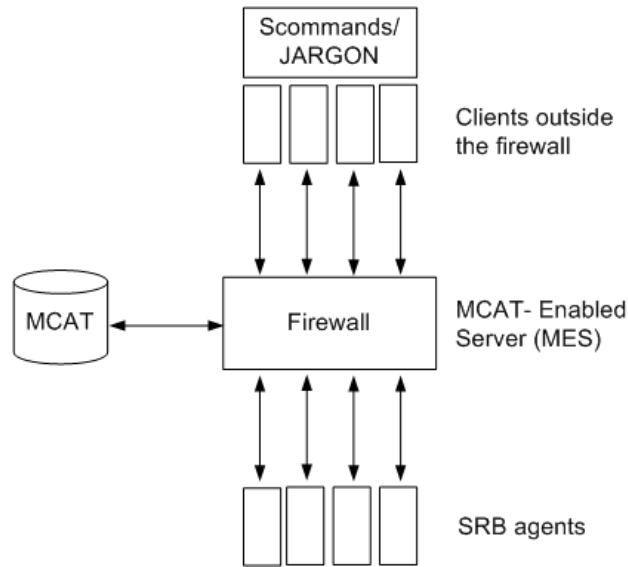 Scommands/
JARGON
Clients outside
the firewall
MCAT
Firewall
MCAT- Enabled
Server (MES)
SRB agents